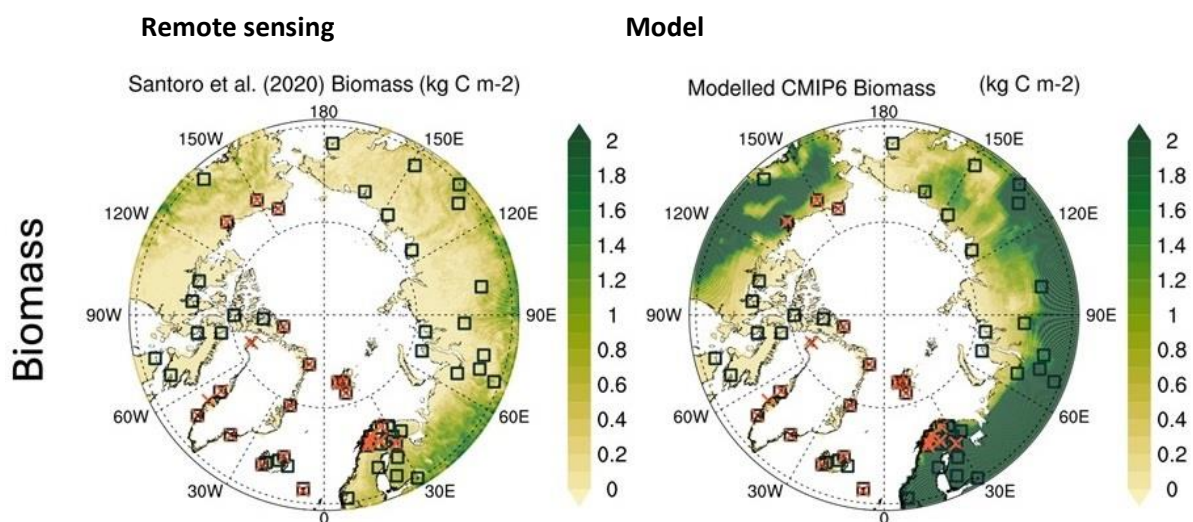 Remote sensing
Model
Santoro et al. (2020) Biomass (kg C m-2)
Modelled CMIP6 Biomass (kg C m-2)
Biomass
180
150W
150E
120W
120E
90W
90E
60W
60E
30W
30E
0
2
1.8
1.6
1.4
1.2
1
0.8
0.6
0.4
0.2
0
180
150W
150E
120W
120E
90W
90E
60W
60E
30W
30E
0
2
1.8
1.6
1.4
1.2
1
0.8
0.6
0.4
0.2
0